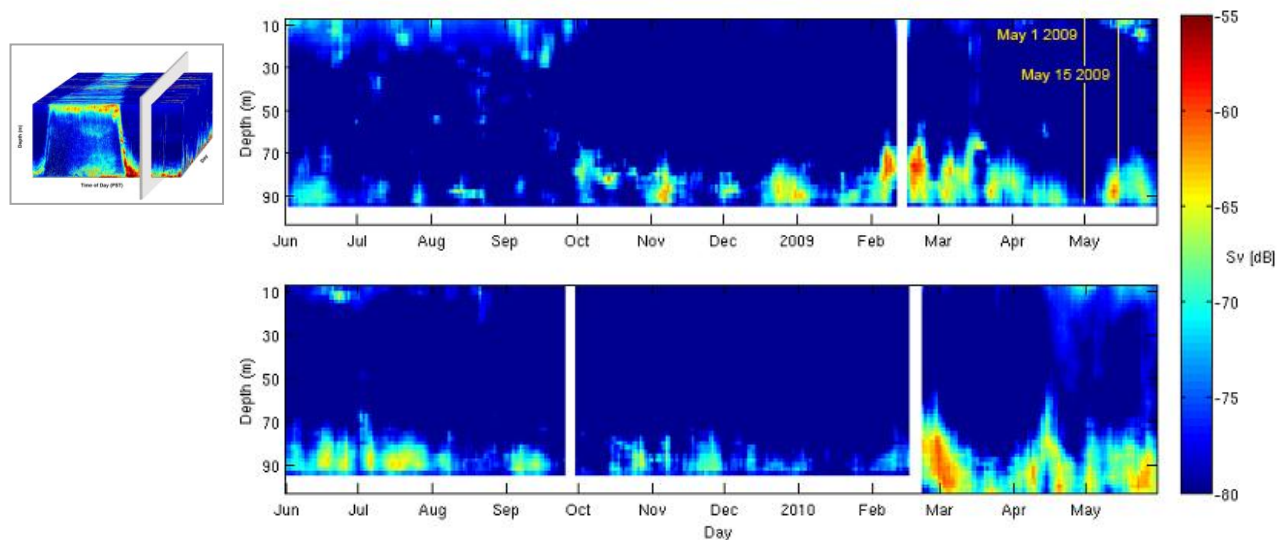 Depth (m)
Time of Day (PST)
Day
Depth (m)
10
30
50
70
90
May 1 2009
May 15 2009
Jun Jul Aug Sep Oct Nov Dec 2009 Feb Mar Apr May
Depth (m)
10
30
50
70
90
Jun Jul Aug Sep Oct Nov Dec 2010 Feb Mar Apr May
Day
-55
-60
-65
Sv [dB]
-70
-75
-80